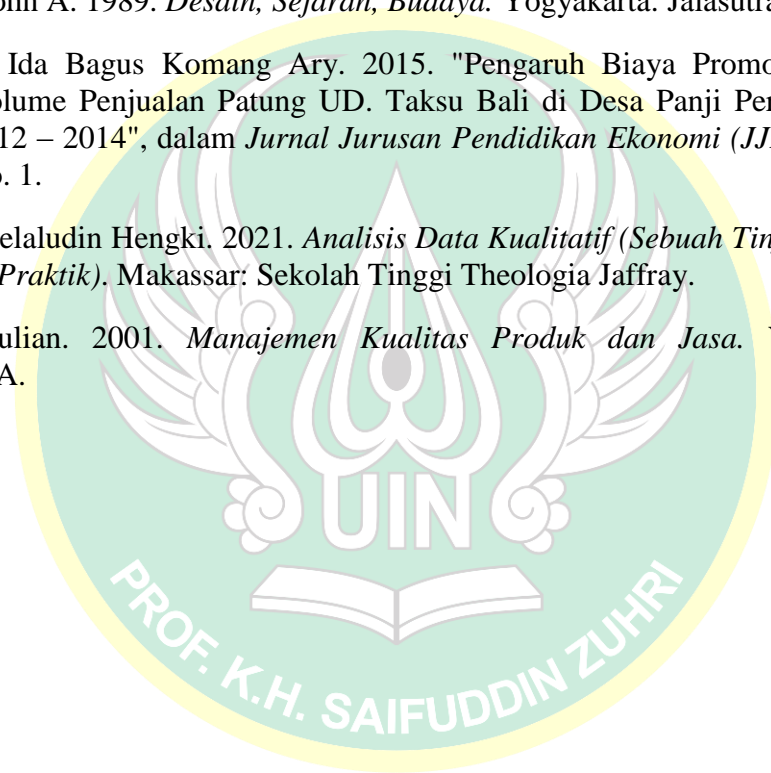 A. 1989. Desain, Sejarah, Budaya. Yogyakarta. Jalasutra
Ida Bagus Komang Ary. 2015. "Pengaruh Biaya Promo
olume Penjualan Patung UD. Taksu Bali di Desa Panji Per
12 – 2014", dalam Jurnal Jurusan Pendidikan Ekonomi (JJ
o. 1.
elaludin Hengki. 2021. Analisis Data Kualitatif (Sebuah Tin
Praktik). Makassar: Sekolah Tinggi Theologia Jaffray.
ulian. 2001. Manajemen Kualitas Produk dan Jasa.
A.
UIN
PROF. K.H. SAIFUDDIN ZUHRI